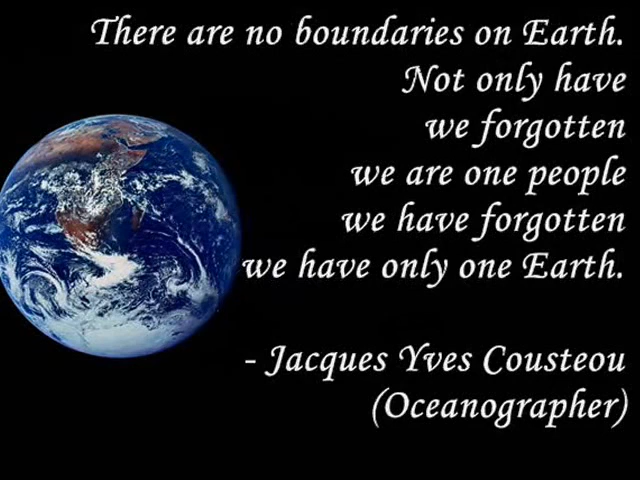 There are no boundaries on Earth.
Not only have
we forgotten
we are one people
we have forgotten
we have only one Earth.
- Jacques Yves Cousteou
(Oceanographer)